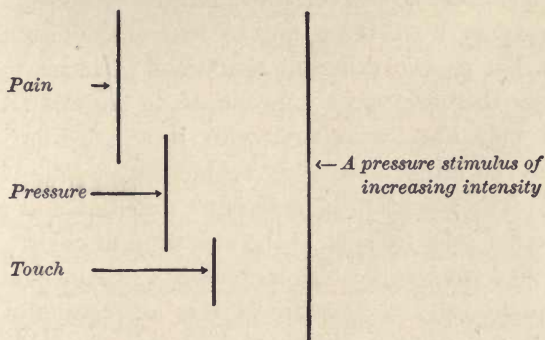 Pain
Pressure
Touch
A pressure stimulus of
increasing intensity